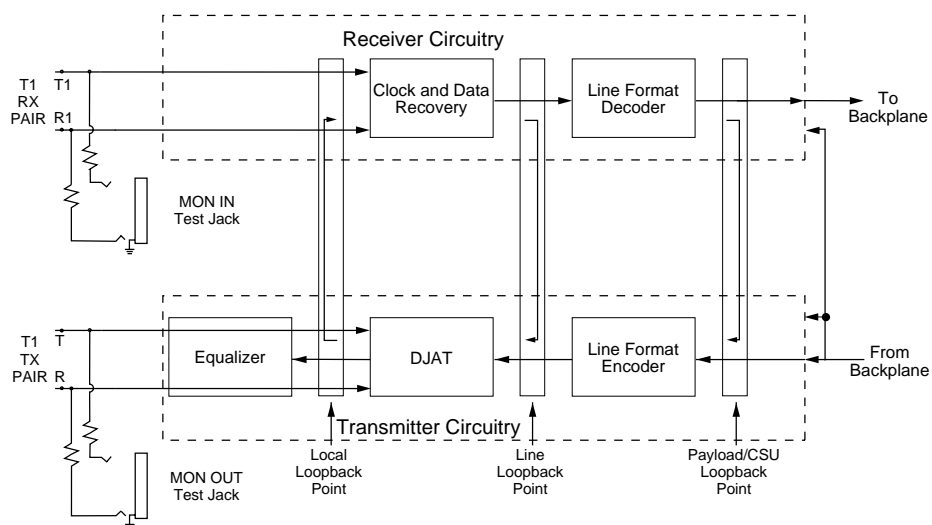 Receiver Circuitry
T1
RX
PAIR
T1
R1
Clock and Data
Recovery
Line Format
Decoder
To
Backplane
MON IN
Test Jack
T1
TX
PAIR
T
R
Equalizer
DJAT
Line Format
Encoder
From
Backplane
Transmitter Circuitry
MON OUT
Test Jack
Local
Loopback
Point
Line
Loopback
Point
Payload/CSU
Loopback
Point